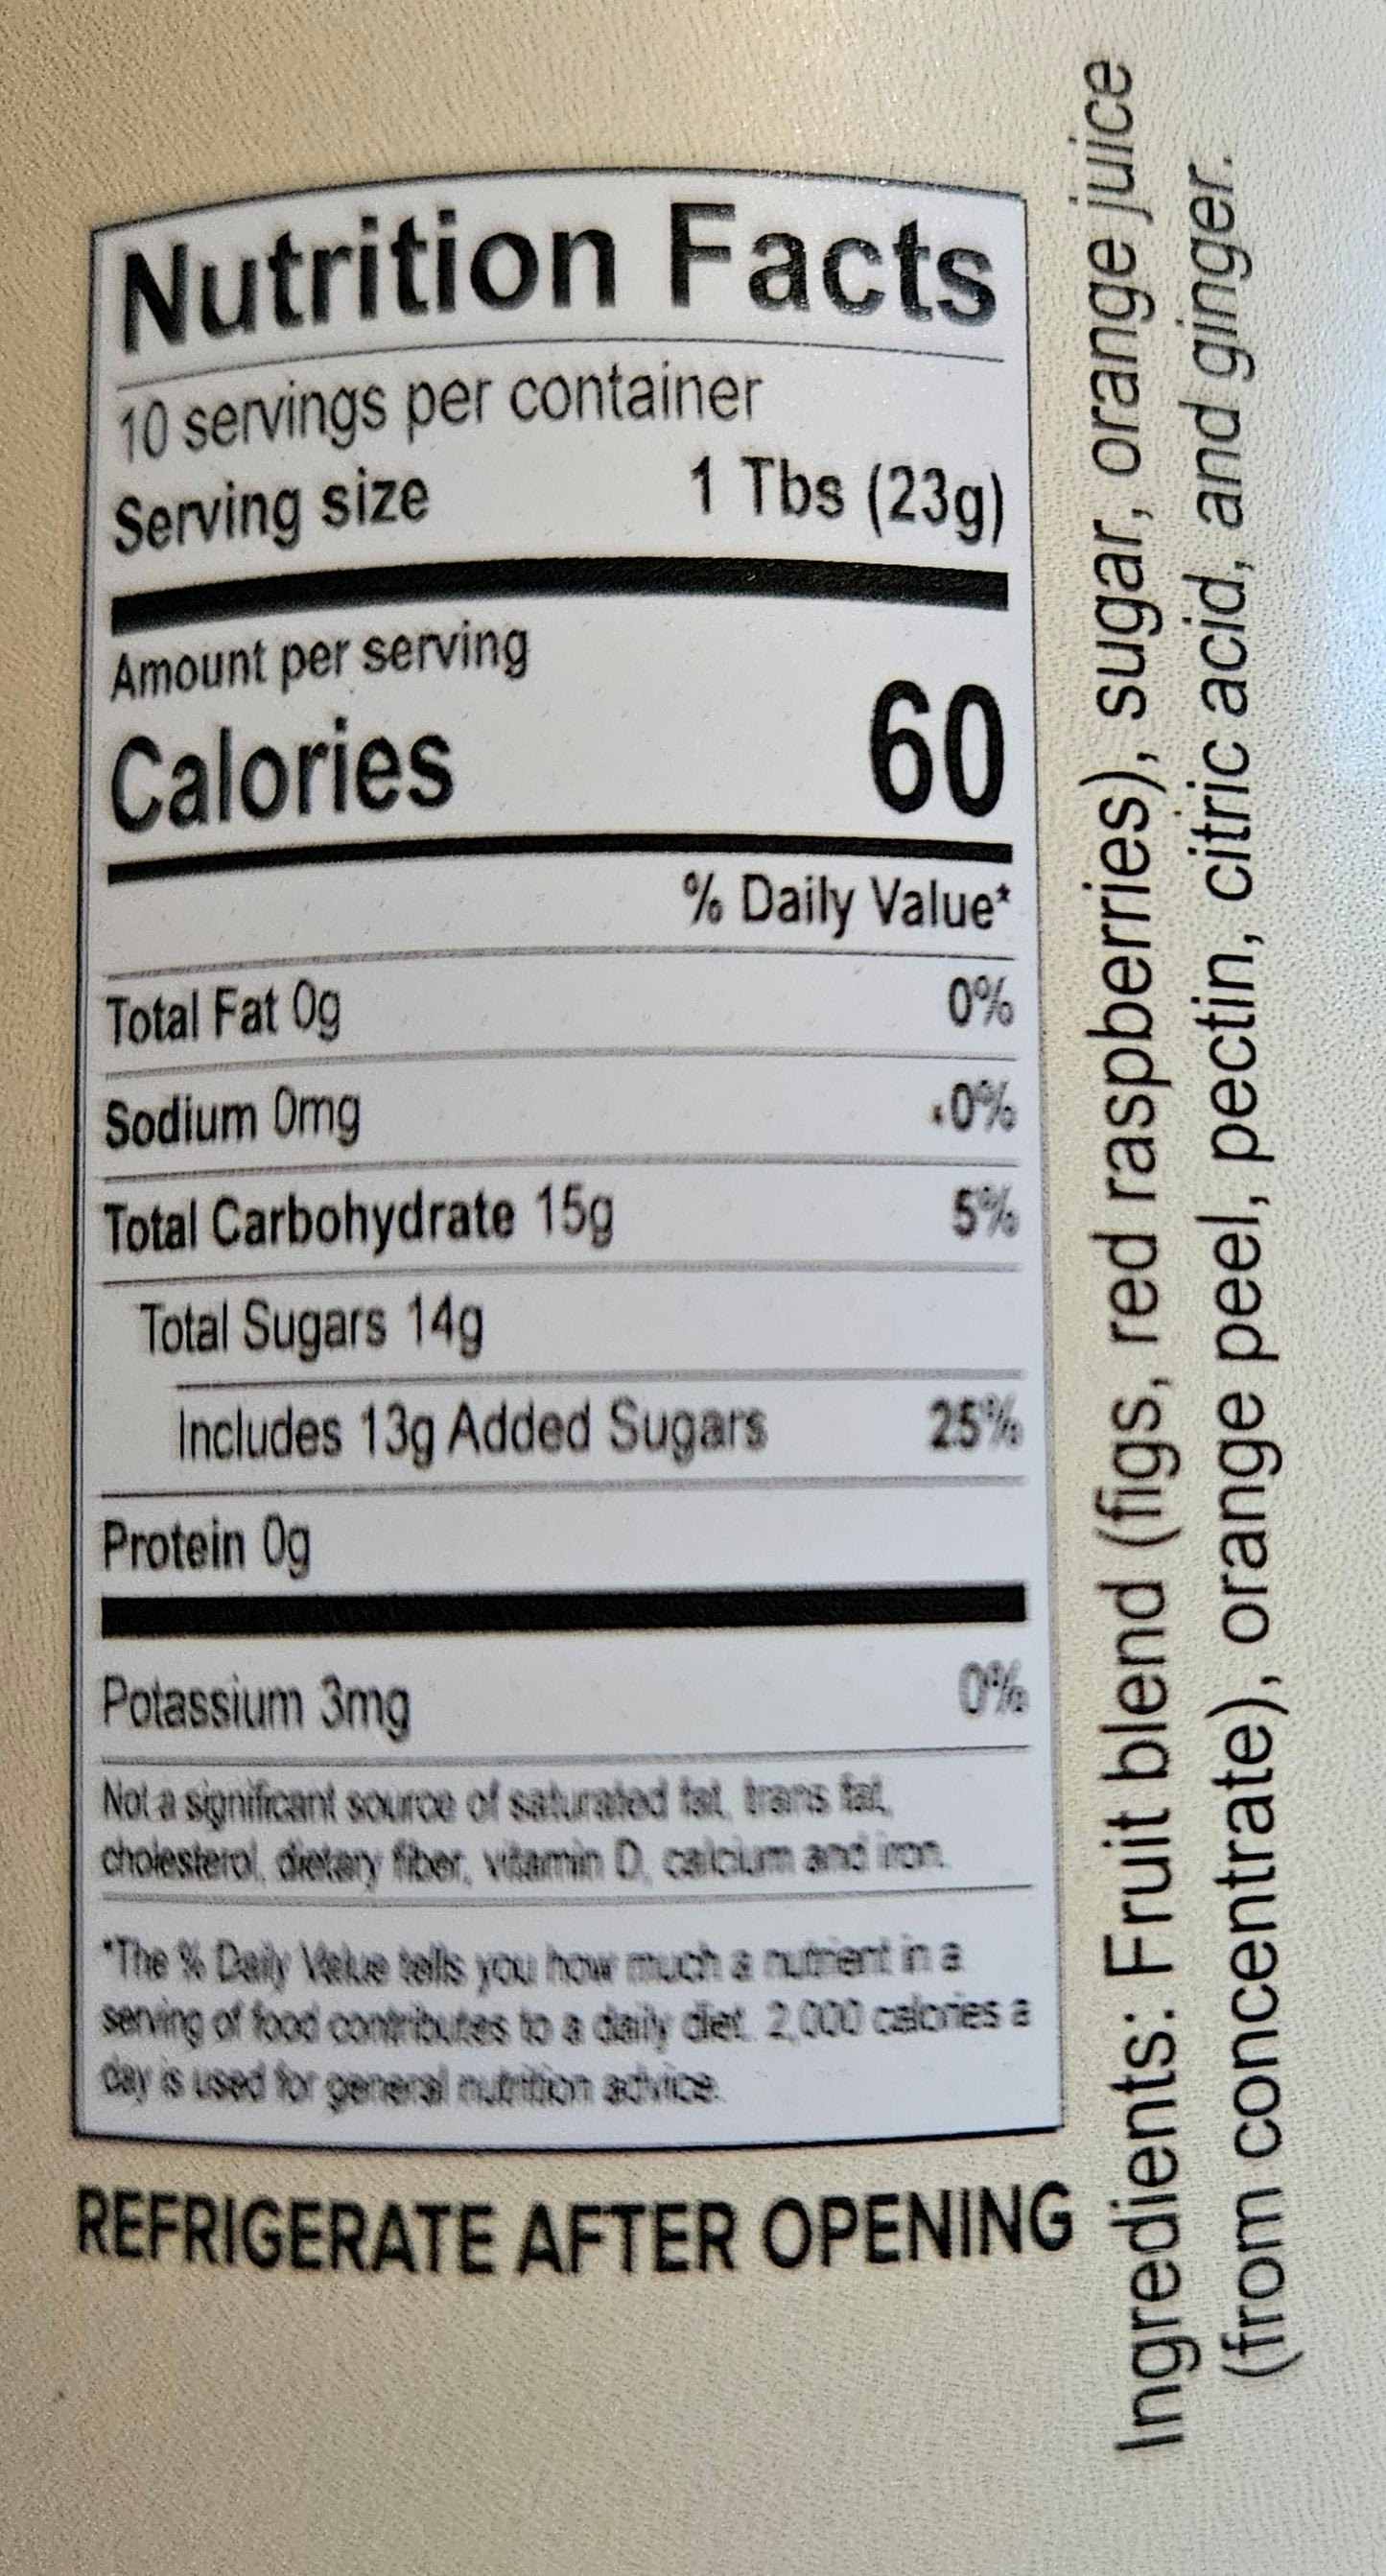 Nutrition Facts
10 servings per container
Serving size 1 Tbs (23g)
Amount per serving
Calories 60
% Daily Value*
Total Fat 0g 0%
Sodium 0mg 0%
Total Carbohydrate 15g 5%
Total Sugars 14g
Includes 13g Added Sugars 25%
Protein 0g
Potassium 3mg 0%
Not a significant source of saturated fat, trans fat,
cholesterol, dietary fiber, vitamin D, calcium and iron.
*The % Daily Value tells you how much a nutrient in a
serving of food contributes to a daily diet. 2,000 calories a
day is used for general nutrition advice.
REFRIGERATE AFTER OPENING
Ingredients: Fruit blend (figs, red raspberries), sugar, orange juice
(from concentrate), orange peel, pectin, citric acid, and ginger.